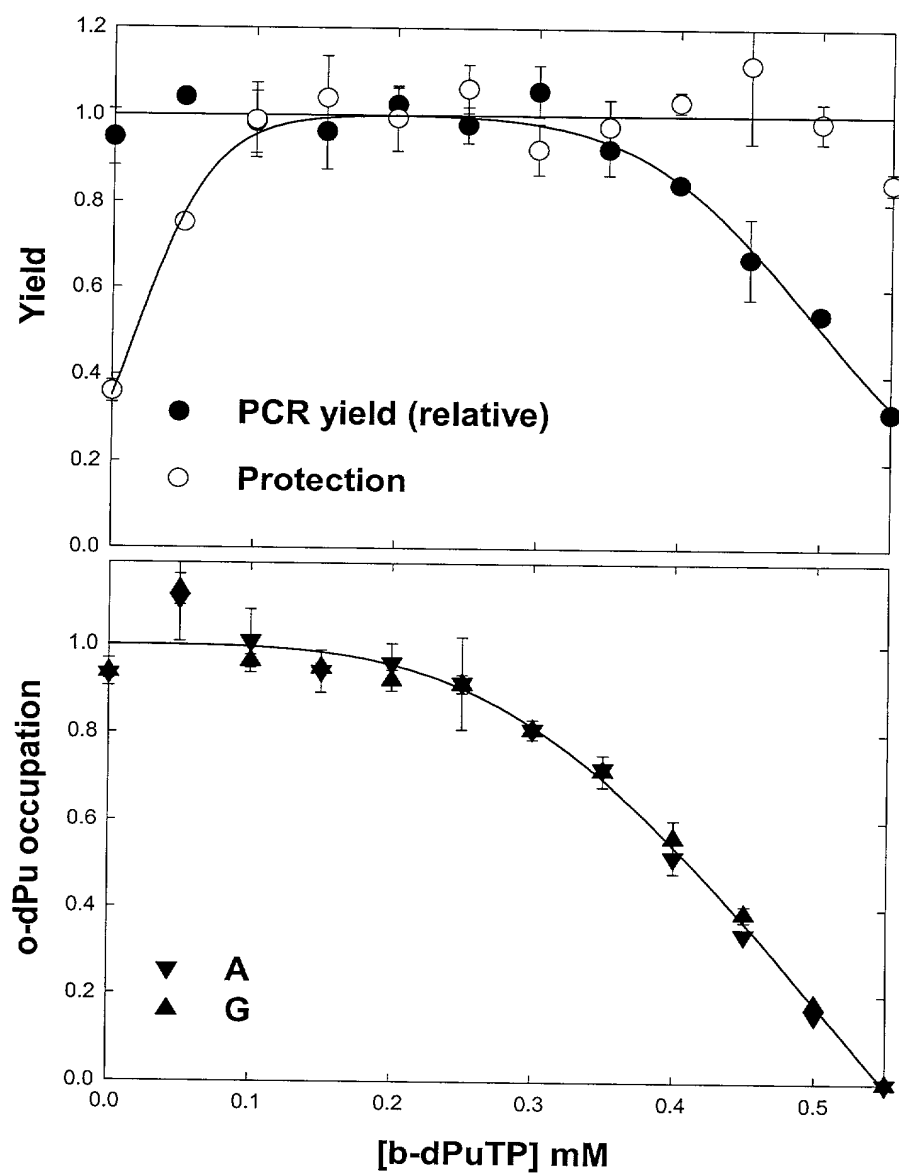 1.2
1.0
0.8
0.6
0.4
0.2
0.0
Yield
PCR yield (relative)
Protection
1.0
0.8
0.6
0.4
0.2
0.0
o-dPu occupation
A
G
0.0 0.1 0.2 0.3 0.4 0.5
[b-dPuTP] mM